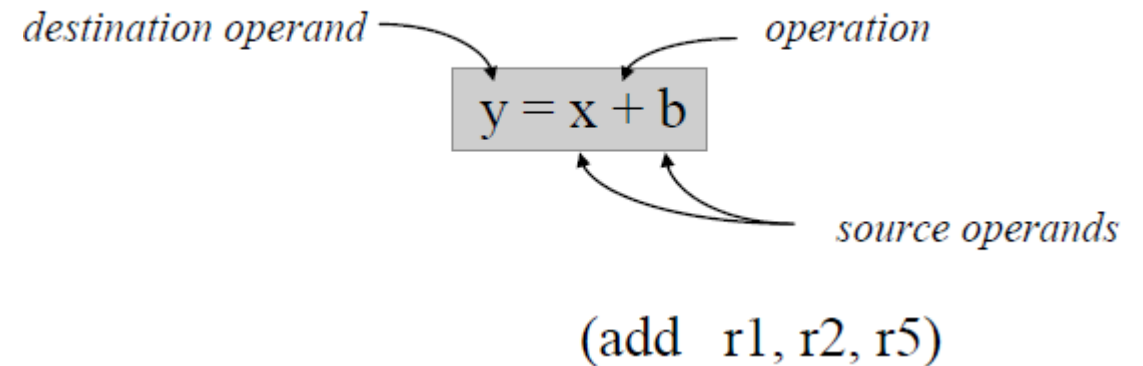 destination operand
operation
y = x + b
source operands
(add r1, r2, r5)